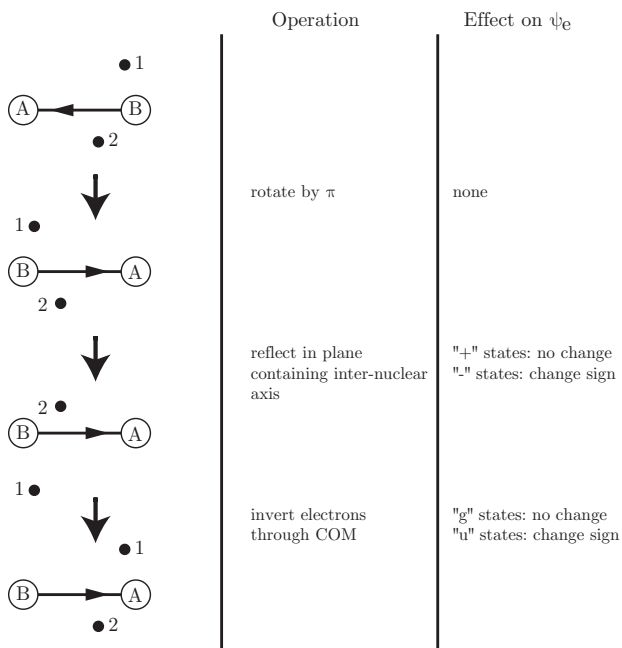 Operation Effect on ψe
1
A B
2
rotate by π none
1
B A
2
reflect in plane "+" states: no change
containing inter-nuclear "-" states: change sign
axis
2
B A
1
invert electrons "g" states: no change
through COM "u" states: change sign
1
B A
2